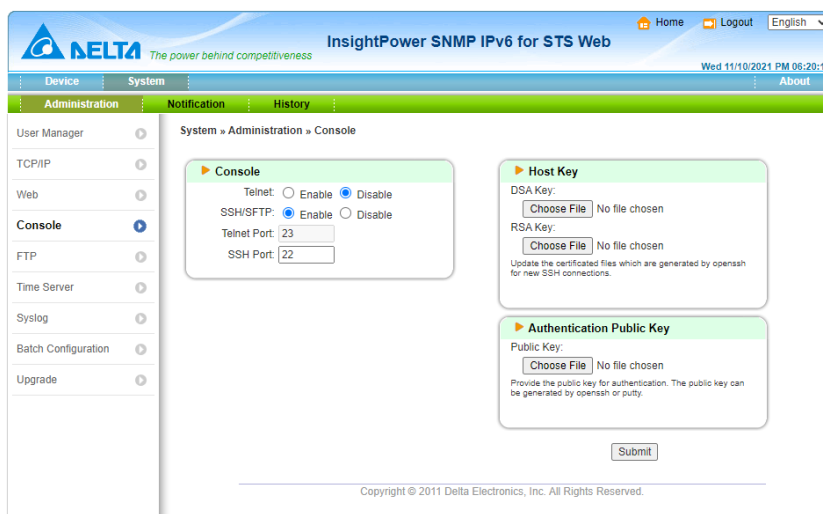 Home Logout English
DELTA The power behind competitiveness
InsightPower SNMP IPv6 for STS Web
Wed 11/10/2021 PM 06:20:1
Device System About
Administration Notification History
System » Administration » Console
User Manager
TCP/IP
Web
Console
FTP
Time Server
Syslog
Batch Configuration
Upgrade
Console
Telnet: Enable Disable
SSH/SFTP: Enable Disable
Telnet Port: 23
SSH Port: 22
Host Key
DSA Key:
Choose File No file chosen
RSA Key:
Choose File No file chosen
Update the certificated files which are generated by openssh
for new SSH connections.
Authentication Public Key
Public Key:
Choose File No file chosen
Provide the public key for authentication. The public key can
be generated by openssh or putty.
Submit
Copyright © 2011 Delta Electronics, Inc. All Rights Reserved.